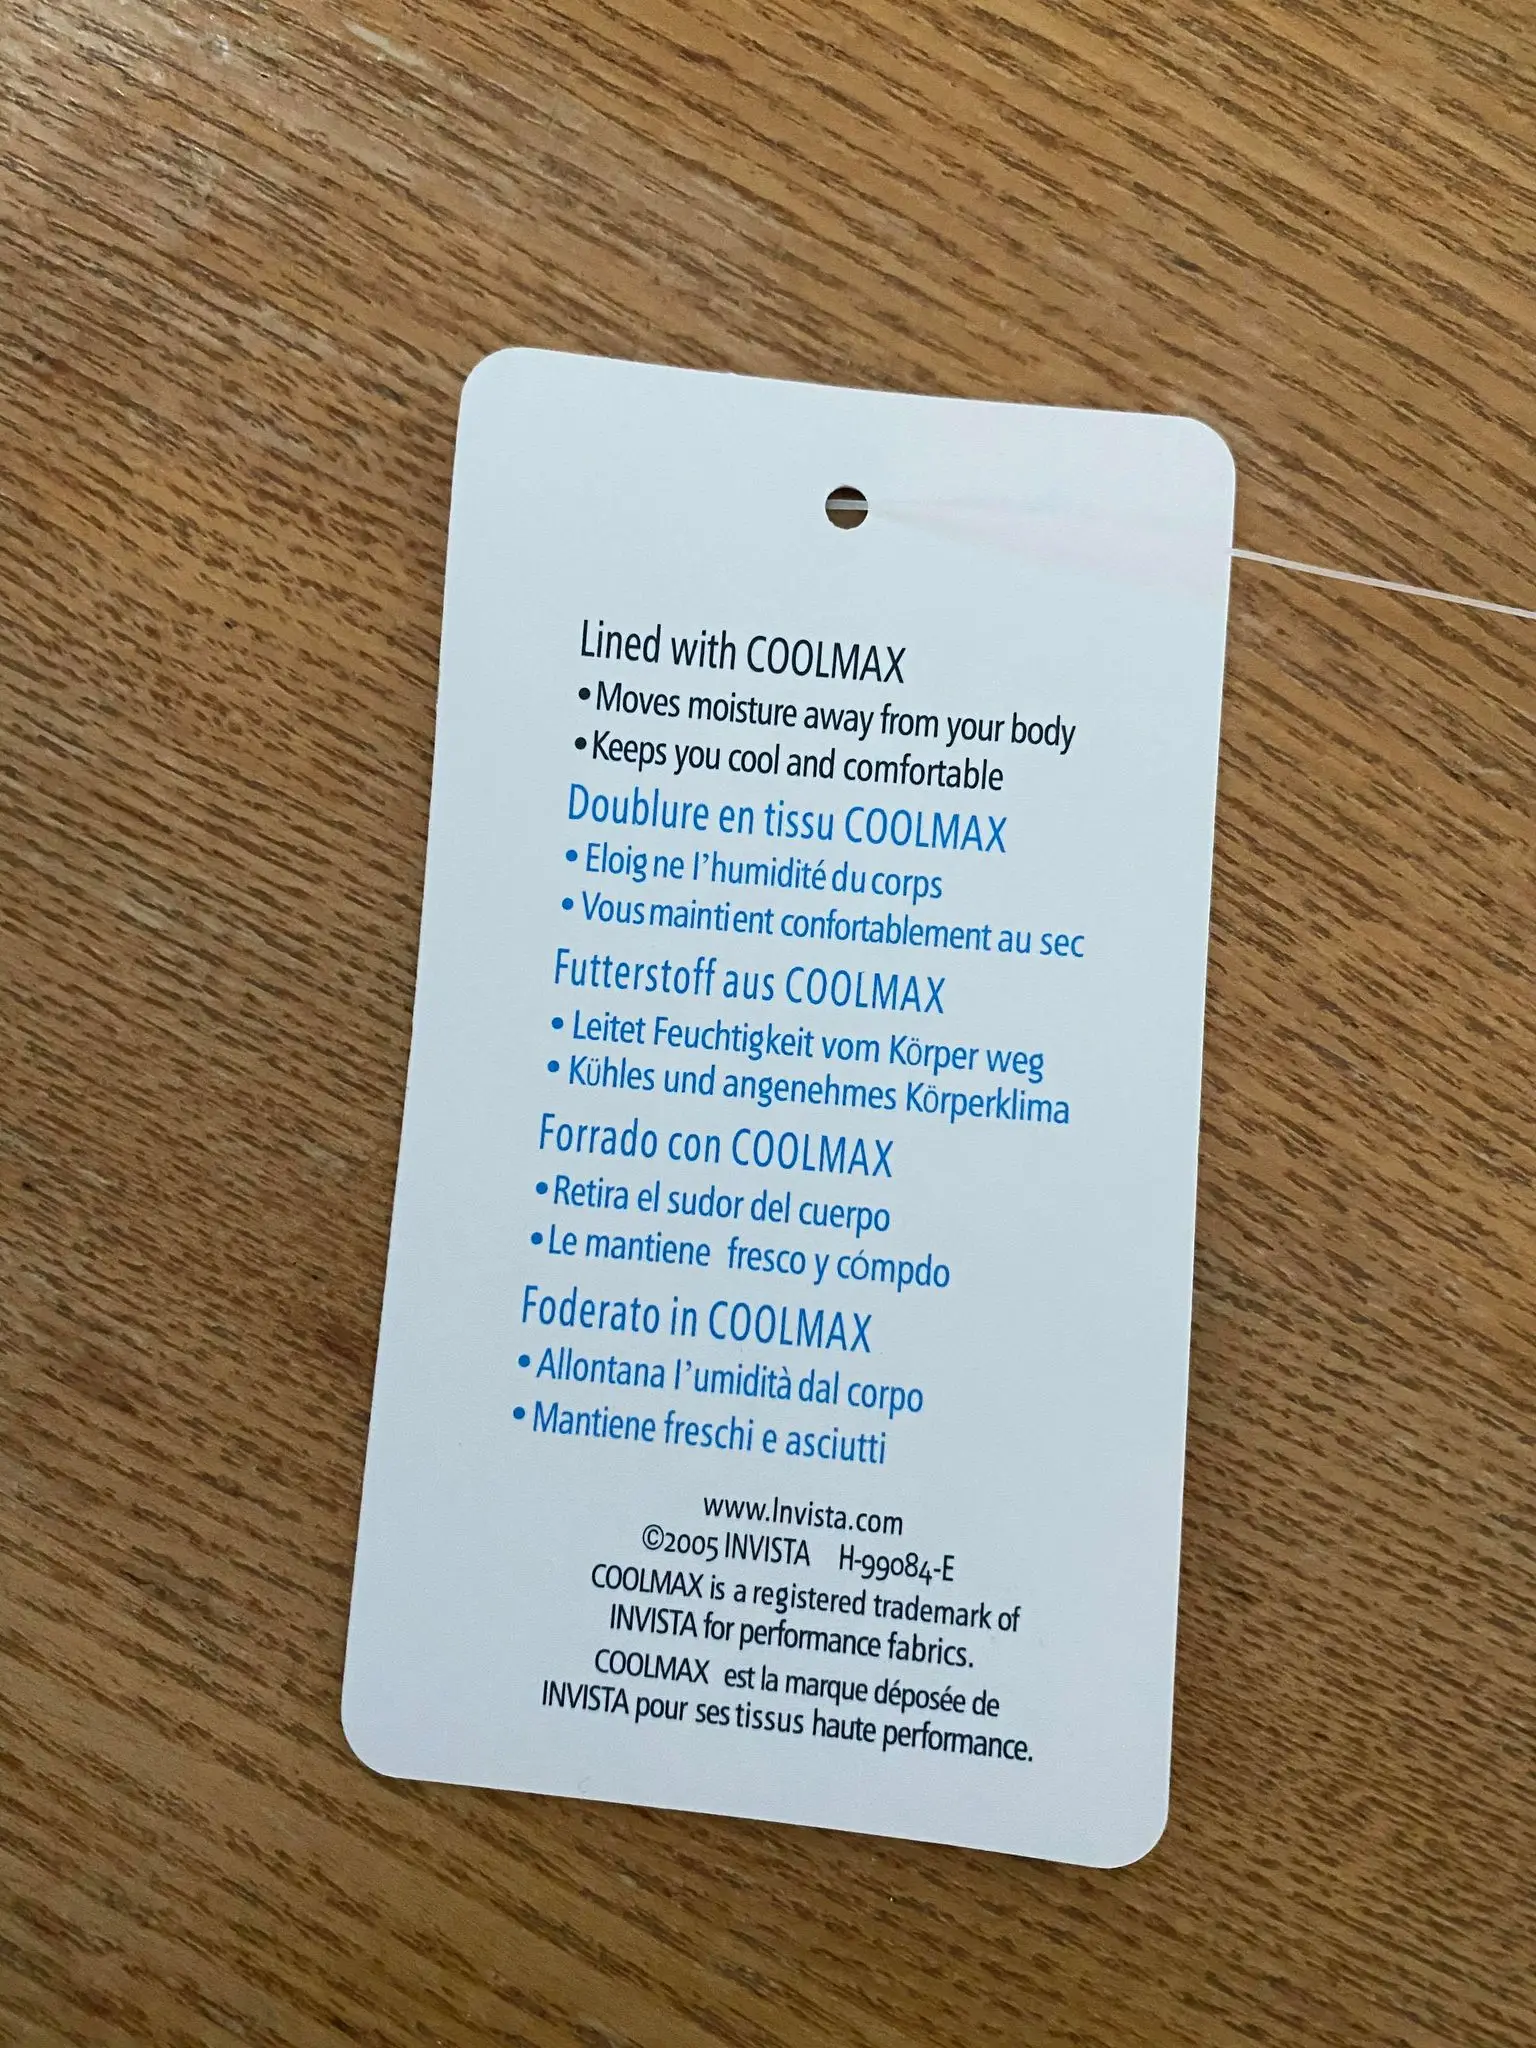 Lined with COOLMAX
•Moves moisture away from your body
•Keeps you cool and comfortable
Doublure en tissu COOLMAX
• Eloigne l'humidité du corps
• Vous maintient confortablement au sec
Futterstoff aus COOLMAX
• Leitet Feuchtigkeit vom Körper weg
• Kühles und angenehmes Körperklima
Forrado con COOLMAX
•Retira el sudor del cuerpo
•Le mantiene fresco y cómpdo
Foderato in COOLMAX
• Allontana l'umidità dal corpo
• Mantiene freschi e asciutti
www.Invista.com
©2005 INVISTA H-99084-E
COOLMAX is a registered trademark of
INVISTA for performance fabrics.
COOLMAX est la marque déposée de
INVISTA pour ses tissus haute performance.